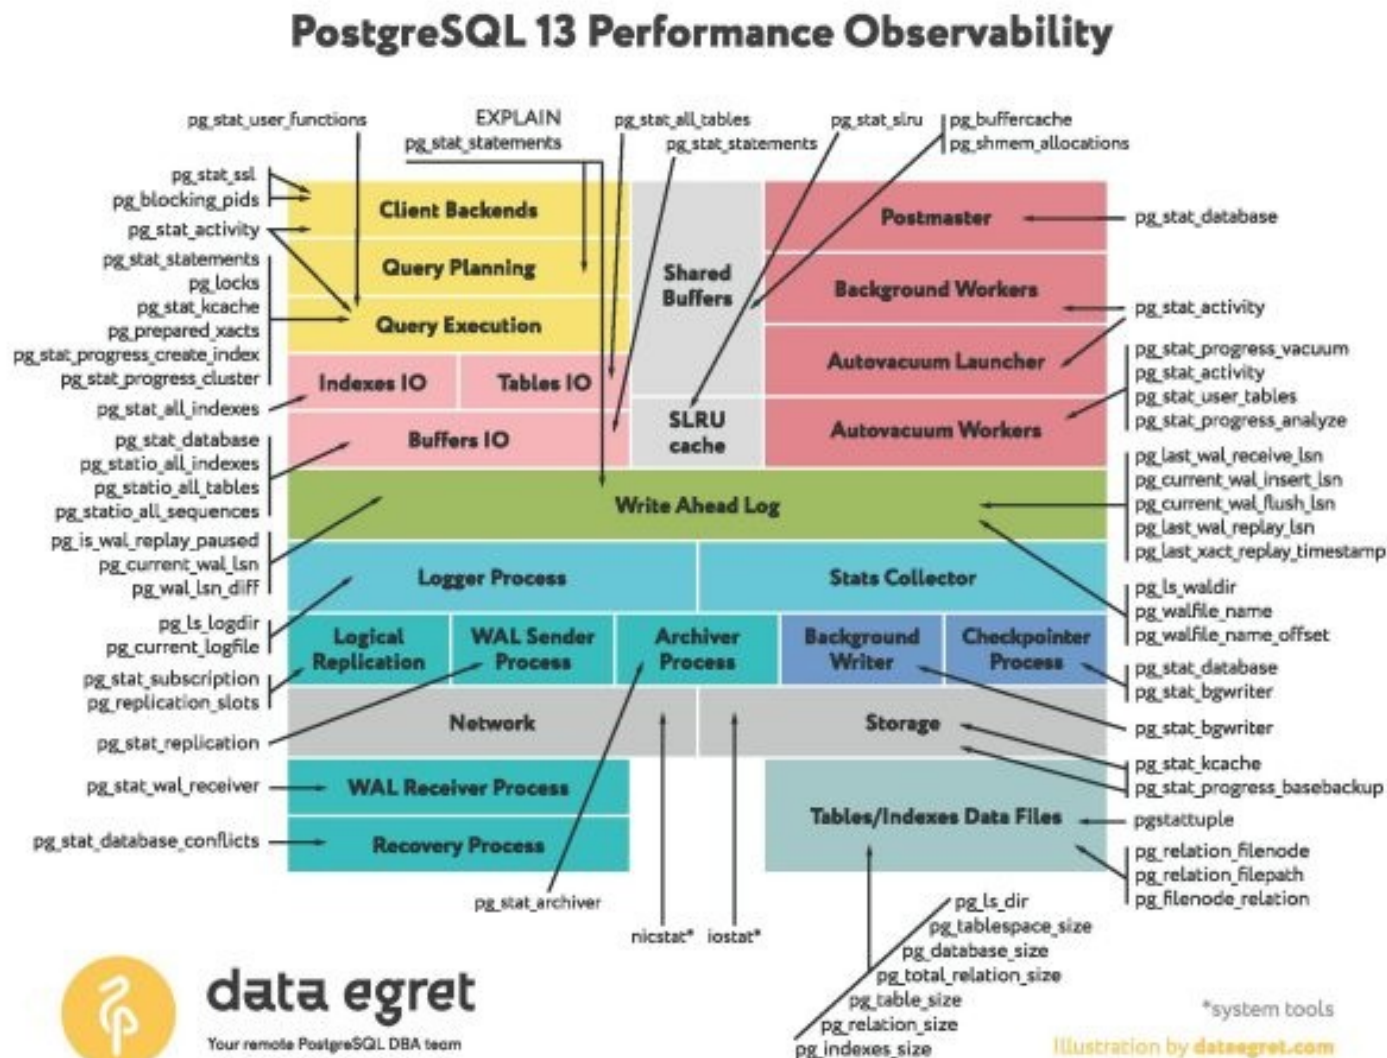 PostgreSQL 13 Performance Observability
pg_stat_user_functions
EXPLAIN
pg_stat_statements
pg_stat_all_tables
pg_stat_statements
pg_stat_slru
pg_buffercache
pg_shmem_allocations
pg_stat_ssl
pg_blocking_pids
pg_stat_activity
pg_stat_statements
pg_locks
pg_stat_kcache
pg_prepared_xacts
pg_stat_progress_create_index
pg_stat_progress_cluster
pg_stat_all_indexes
pg_stat_database
pg_statio_all_indexes
pg_statio_all_tables
pg_statio_all_sequences
pg_is_wal_replay_paused
pg_current_wal_lsn
pg_wal_lsn_diff
pg_ls_logdir
pg_current_logfile
pg_stat_subscription
pg_replication_slots
pg_stat_replication
pg_stat_wal_receiver
pg_stat_database_conflicts
Client Backends
Query Planning
Query Execution
Indexes IO
Tables IO
Buffers IO
Shared
Buffers
SLRU
cache
Postmaster
Background Workers
Autovacuum Launcher
Autovacuum Workers
Write Ahead Log
Logger Process
Stats Collector
Logical
Replication
WAL Sender
Process
Archiver
Process
Background
Writer
Checkpointer
Process
Network
Storage
WAL Receiver Process
Recovery Process
Tables/Indexes Data Files
pg_stat_database
pg_stat_activity
pg_stat_progress_vacuum
pg_stat_activity
pg_stat_user_tables
pg_stat_progress_analyze
pg_last_wal_receive_lsn
pg_current_wal_insert_lsn
pg_current_wal_flush_lsn
pg_last_wal_replay_lsn
pg_last_xact_replay_timestamp
pg_ls_waldir
pg_walfile_name
pg_walfile_name_offset
pg_stat_database
pg_stat_bgwriter
pg_stat_bgwriter
pg_stat_kcache
pg_stat_progress_basebackup
pgstattuple
pg_relation_filenode
pg_relation_filepath
pg_filenode_relation
pg_stat_archiver
nicstat*
iostat*
pg_ls_dir
pg_tablespace_size
pg_database_size
pg_total_relation_size
pg_table_size
pg_relation_size
pg_indexes_size
data egret
Your remote PostgreSQL DBA team
*system tools
Illustration by dataegret.com